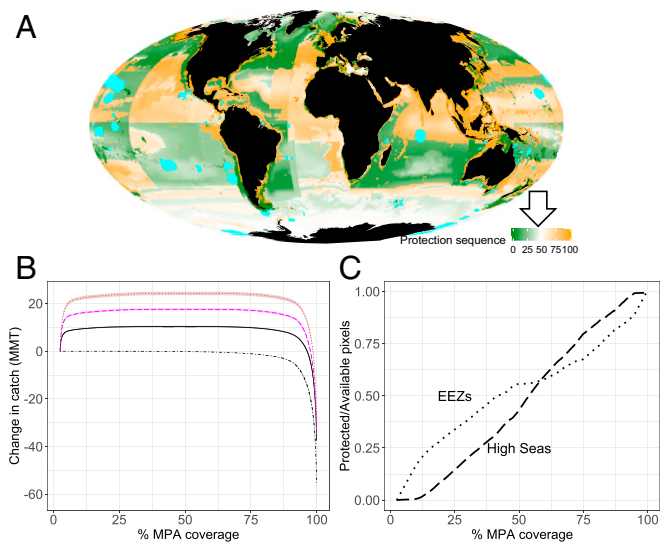 A
Protection sequence
0 25 50 75100
B
Change in catch (MMT)
20
0
-20
-40
-60
0 25 50 75 100
% MPA coverage
C
Protected/Available pixels
1.00
0.75
0.50
0.25
0.00
EEZs
High Seas
0 25 50 75 100
% MPA coverage